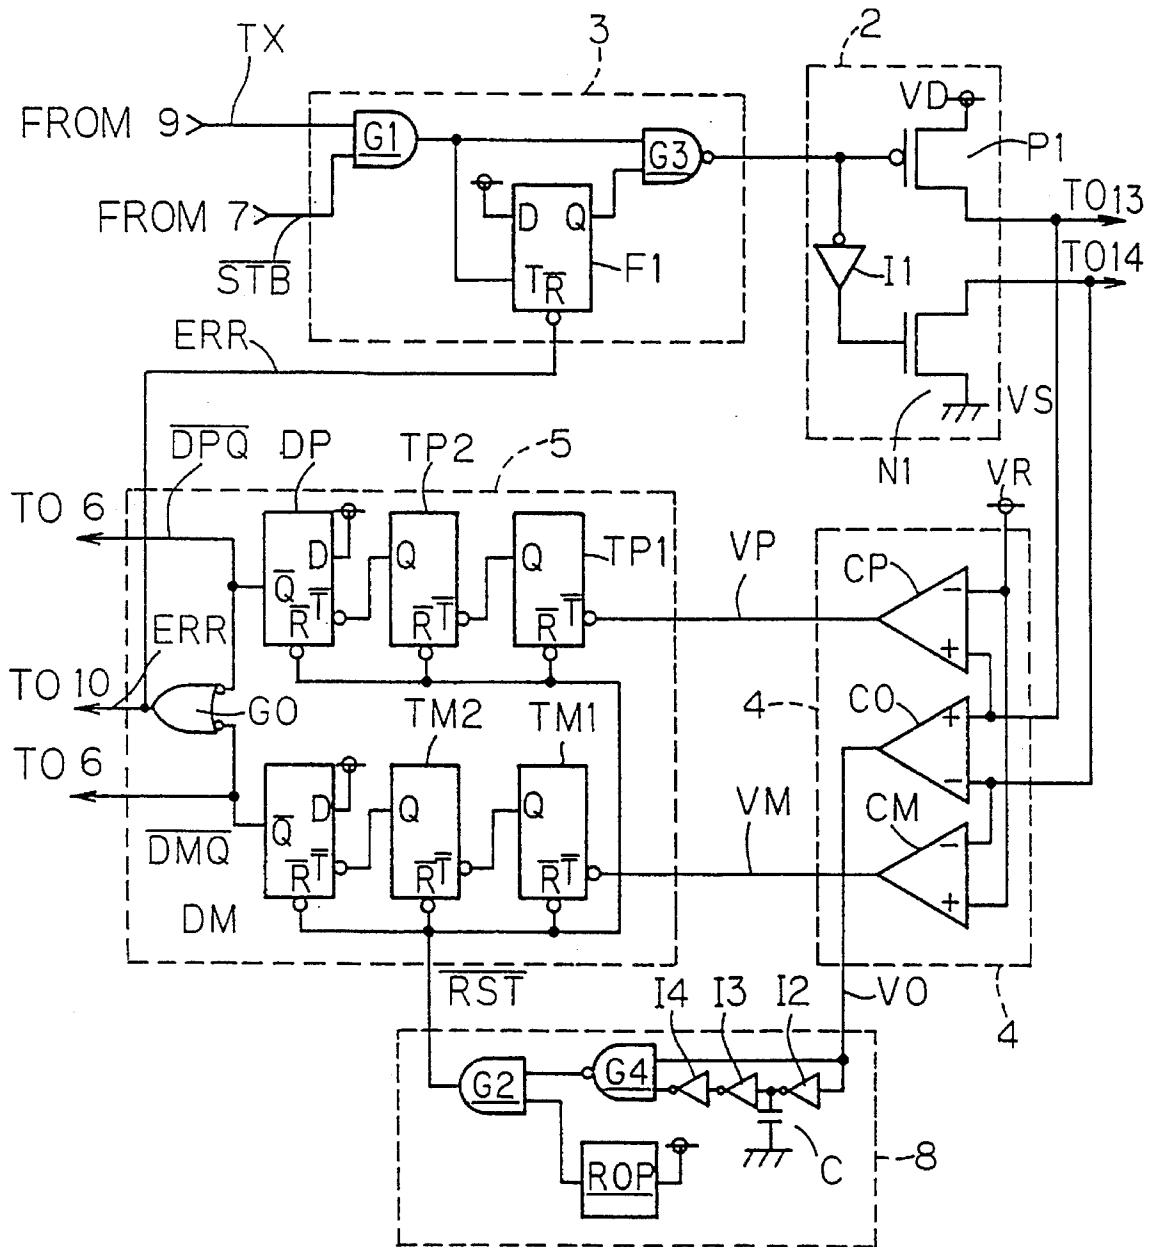 TX
3
2
FROM 9
G1
G3
VD
P1
FROM 7
D
Q
TO13
STB
T
R
F1
I1
TO14
ERR
VS
N1
DPQ
DP
TP2
5
VR
TO 6
D
Q
Q
TP1
VP
CP
-
Q
R
T
R
T
R
T
+
ERR
TO 10
GO
TM2
TM1
4
CO
+
-
TO 6
D
Q
Q
VM
CM
-
DMQ
Q
R
T
R
T
R
T
+
DM
RST
I4
I3
I2
VO
4
G2
G4
ROP
C
8